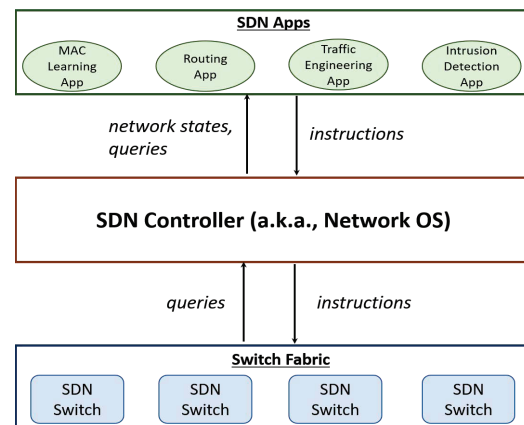 SDN Apps
MAC
Learning
App
Routing
App
Traffic
Engineering
App
Intrusion
Detection
App
network states,
queries
instructions
SDN Controller (a.k.a., Network OS)
queries
instructions
Switch Fabric
SDN
Switch
SDN
Switch
SDN
Switch
SDN
Switch